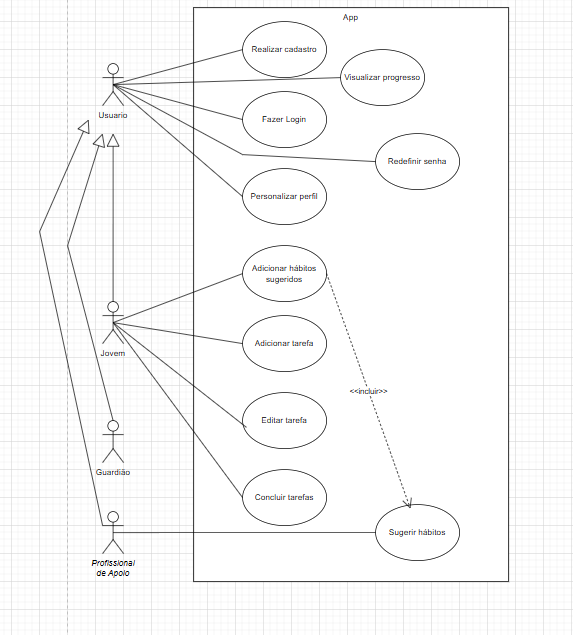 App
Realizar cadastro
Visualizar progresso
Usuario
Fazer Login
Redefinir senha
Personalizar perfil
Adicionar hábitos
sugeridos
Jovem
Adicionar tarefa
<<incluir>>
Editar tarefa
Guardião
Concluir tarefas
Sugerir hábitos
Profissional
de Apoio